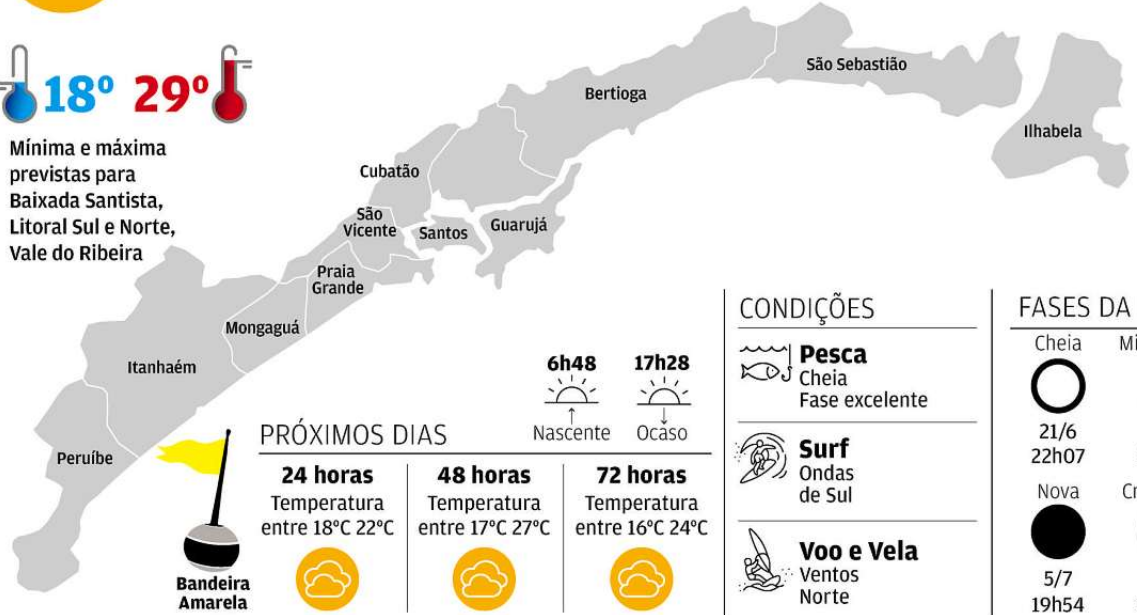 18º 29º
Mínima e máxima
previstas para
Baixada Santista,
Litoral Sul e Norte,
Vale do Ribeira
São Sebastião
Bertioga
Ilhabela
Cubatão
São
Vicente
Santos
Guarujá
Praia
Grande
Mongaguá
Itanhaém
Peruíbe
Bandeira
Amarela
6h48
Nascente
17h28
Ocaso
PRÓXIMOS DIAS
24 horas
Temperatura
entre 18ºC 22ºC
48 horas
Temperatura
entre 17ºC 27ºC
72 horas
Temperatura
entre 16ºC 24ºC
CONDIÇÕES
Pesca
Cheia
Fase excelente
Surf
Ondas
de Sul
Voo e Vela
Ventos
Norte
FASES DA
Cheia
21/6
22h07
Nova
5/7
19h54